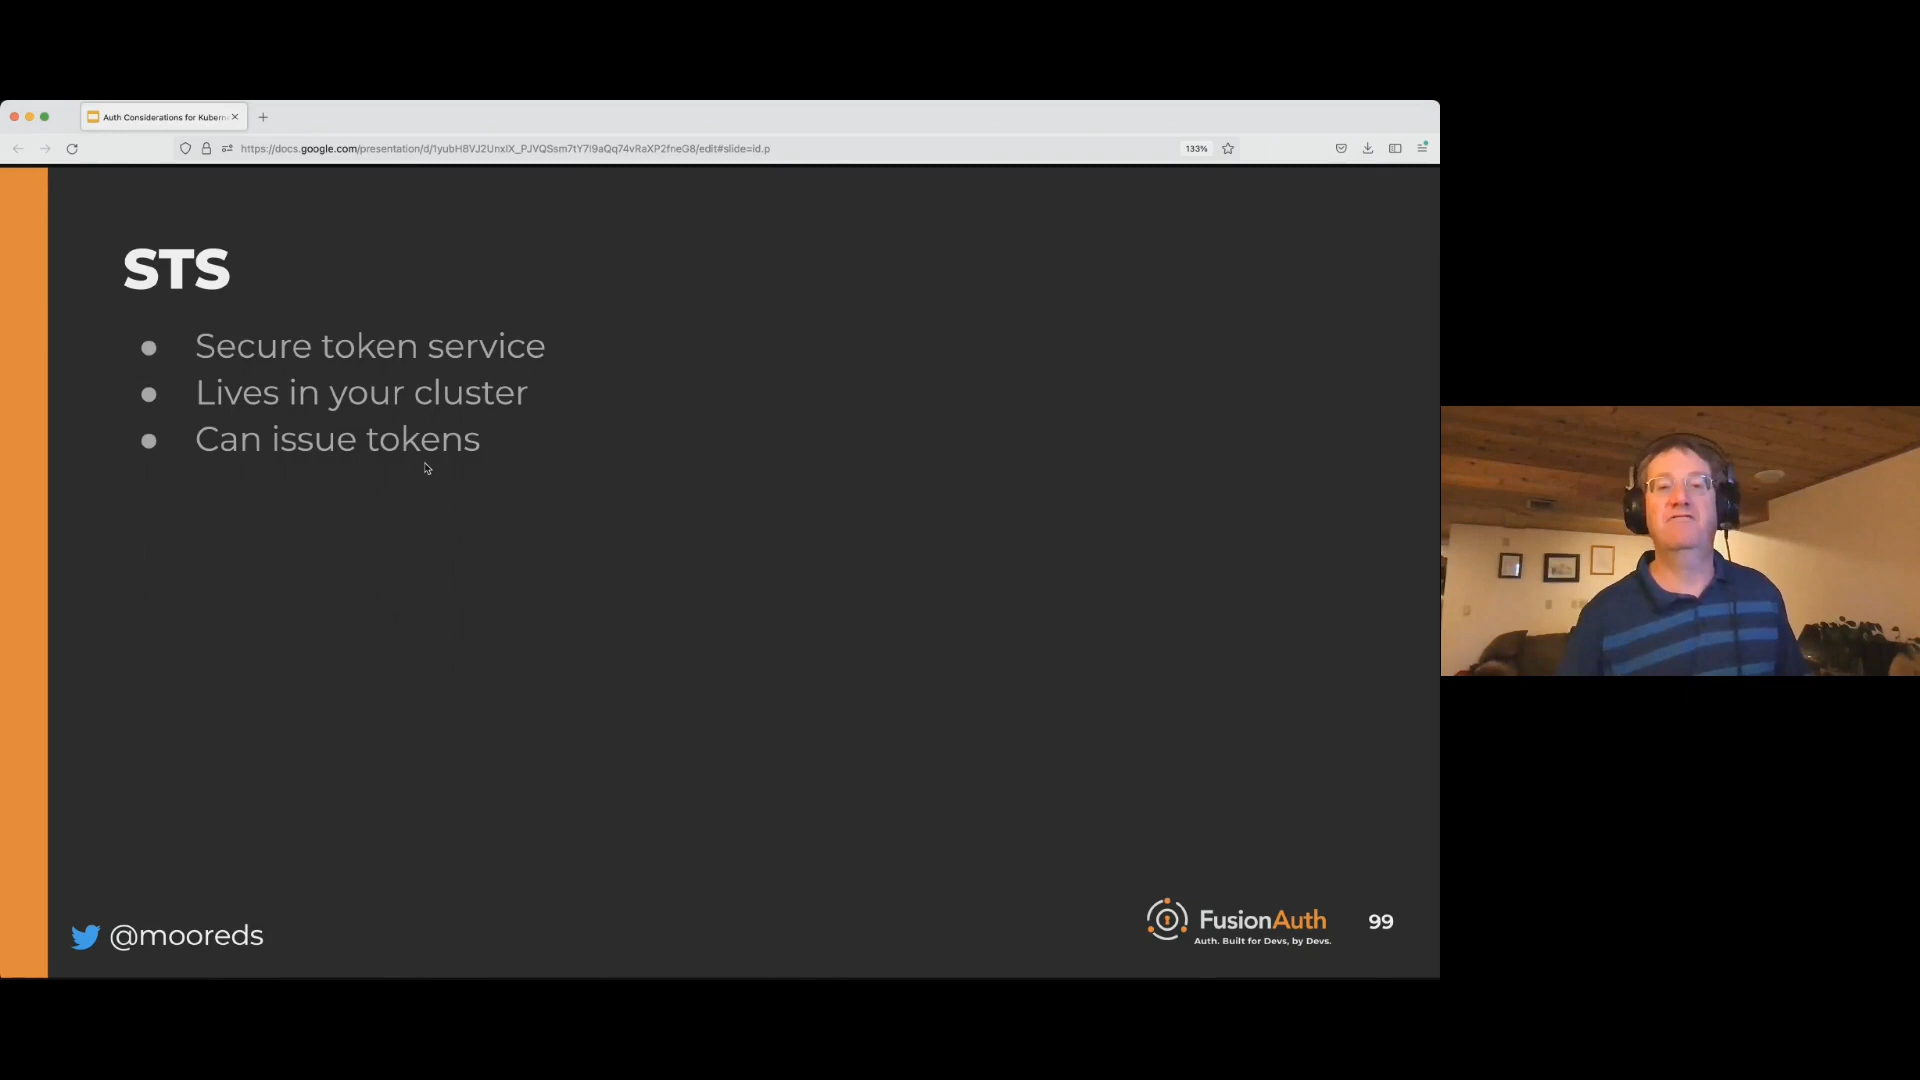 Auth Considerations for Kubern
https://docs.google.com/presentation/d/1yubH8VJ2UnxIX_PJVQSsm7tY7I9aQq74vRaXP2fneG8/edit#slide=id.p
133%
STS
Secure token service
Lives in your cluster
Can issue tokens
@mooreds
FusionAuth
Auth. Built for Devs, by Devs.
99